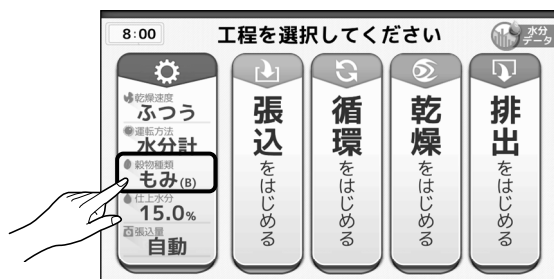 8:00
工程を選択してください
水分
データ
乾燥速度
ふつう
運転方法
水分計
穀物種類
もみ(B)
仕上水分
15.0%
張込量
自動
張込をはじめる
循環をはじめる
乾燥をはじめる
排出をはじめる